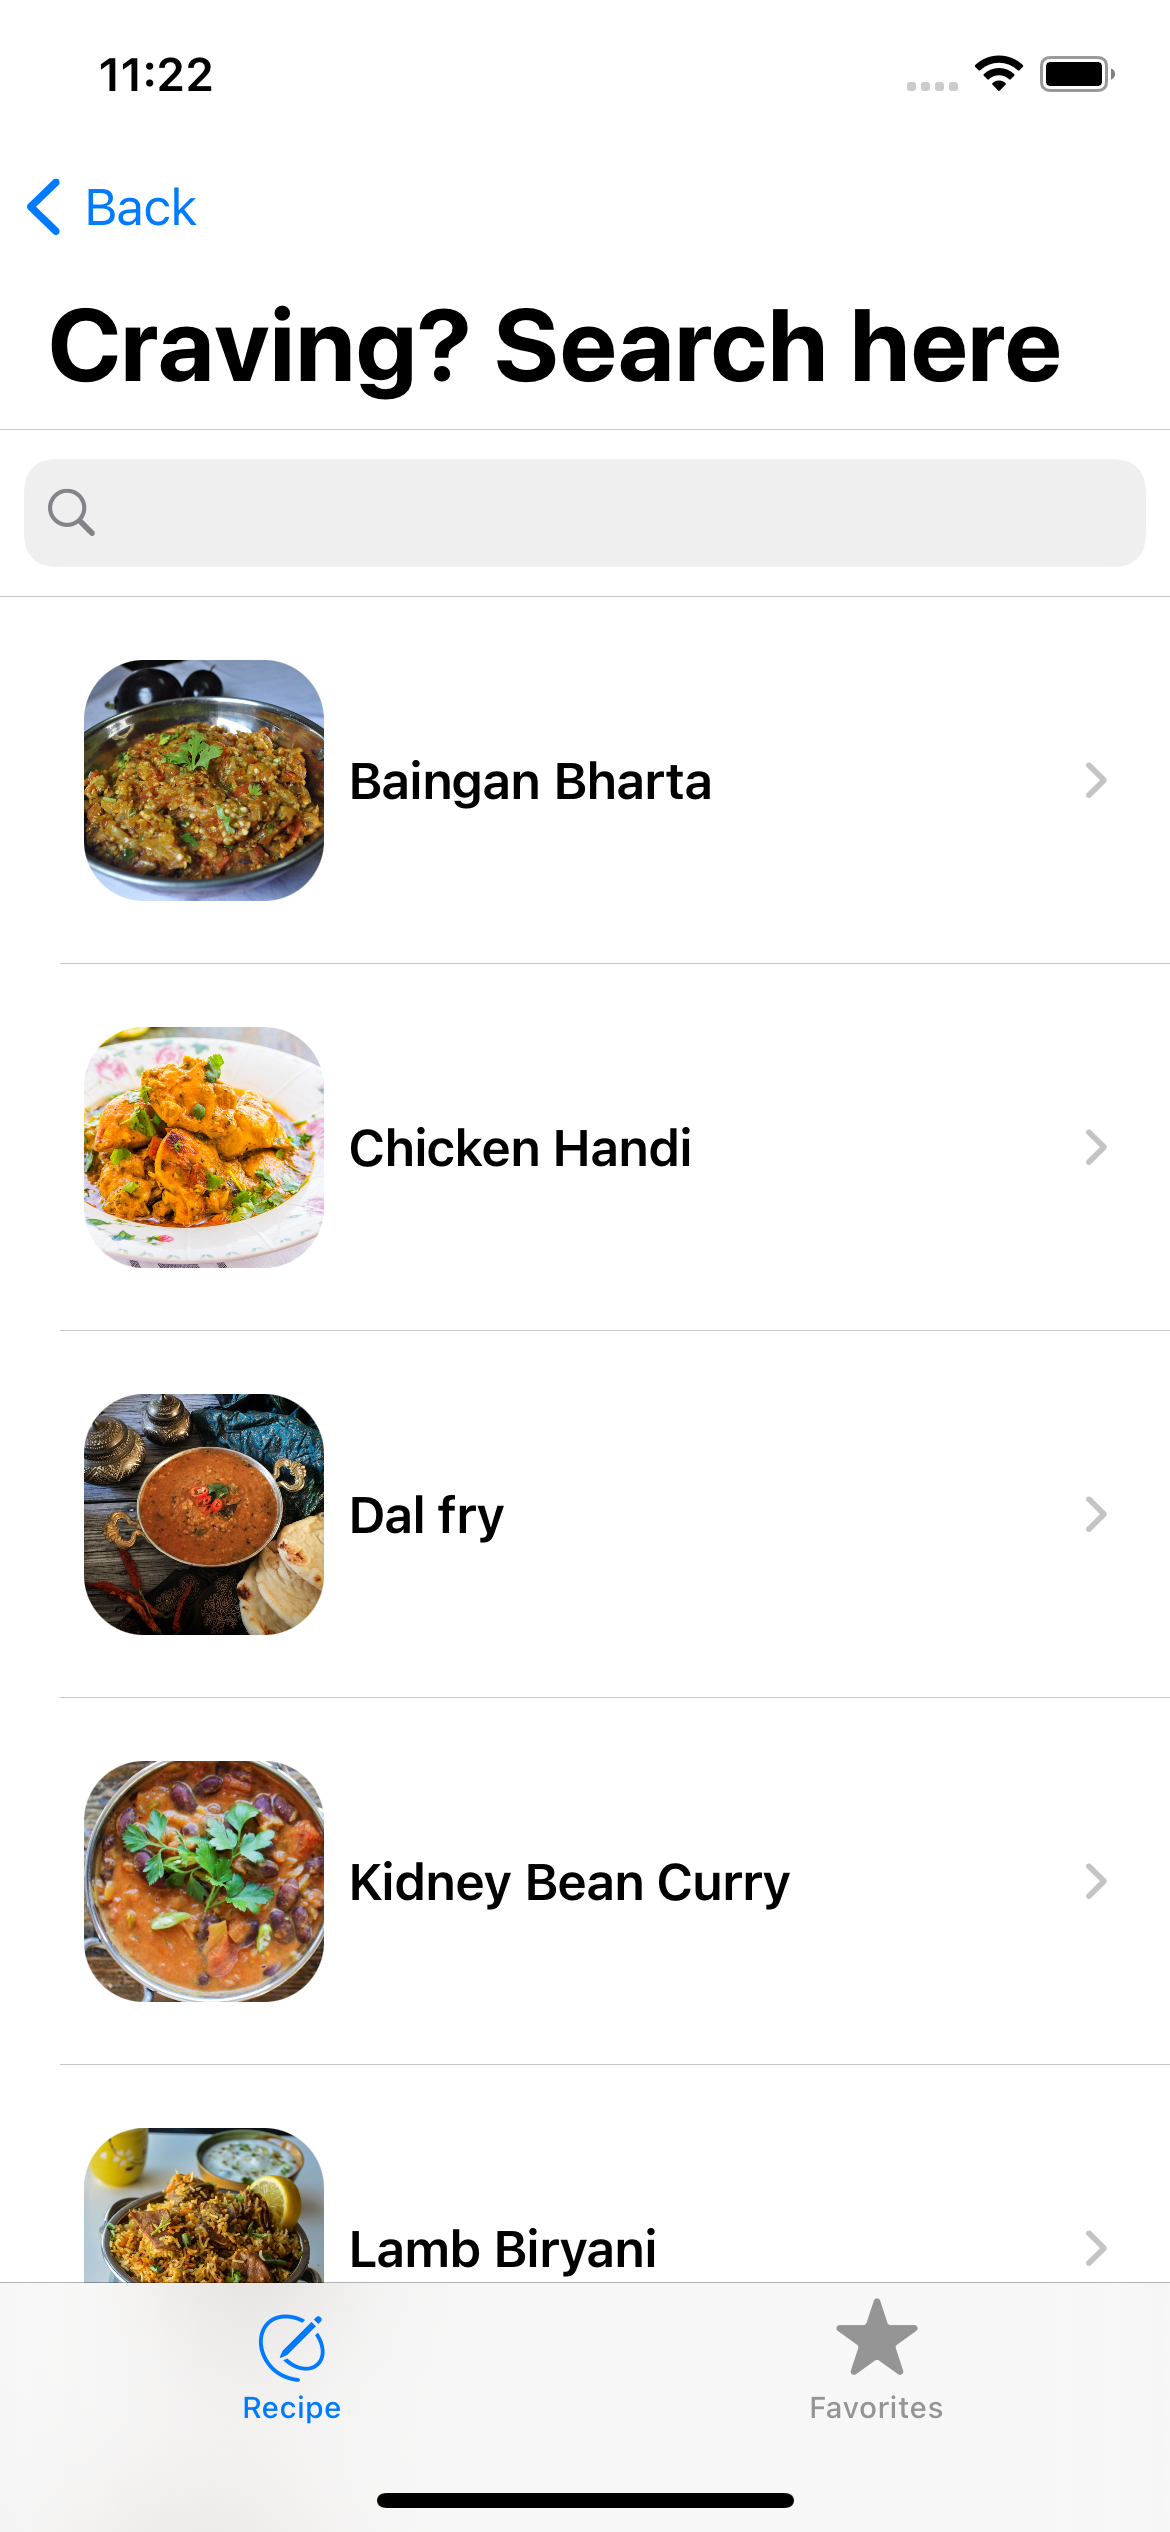 11:22
Back
Craving? Search here
Baingan Bharta
Chicken Handi
Dal fry
Kidney Bean Curry
Lamb Biryani
Recipe
Favorites